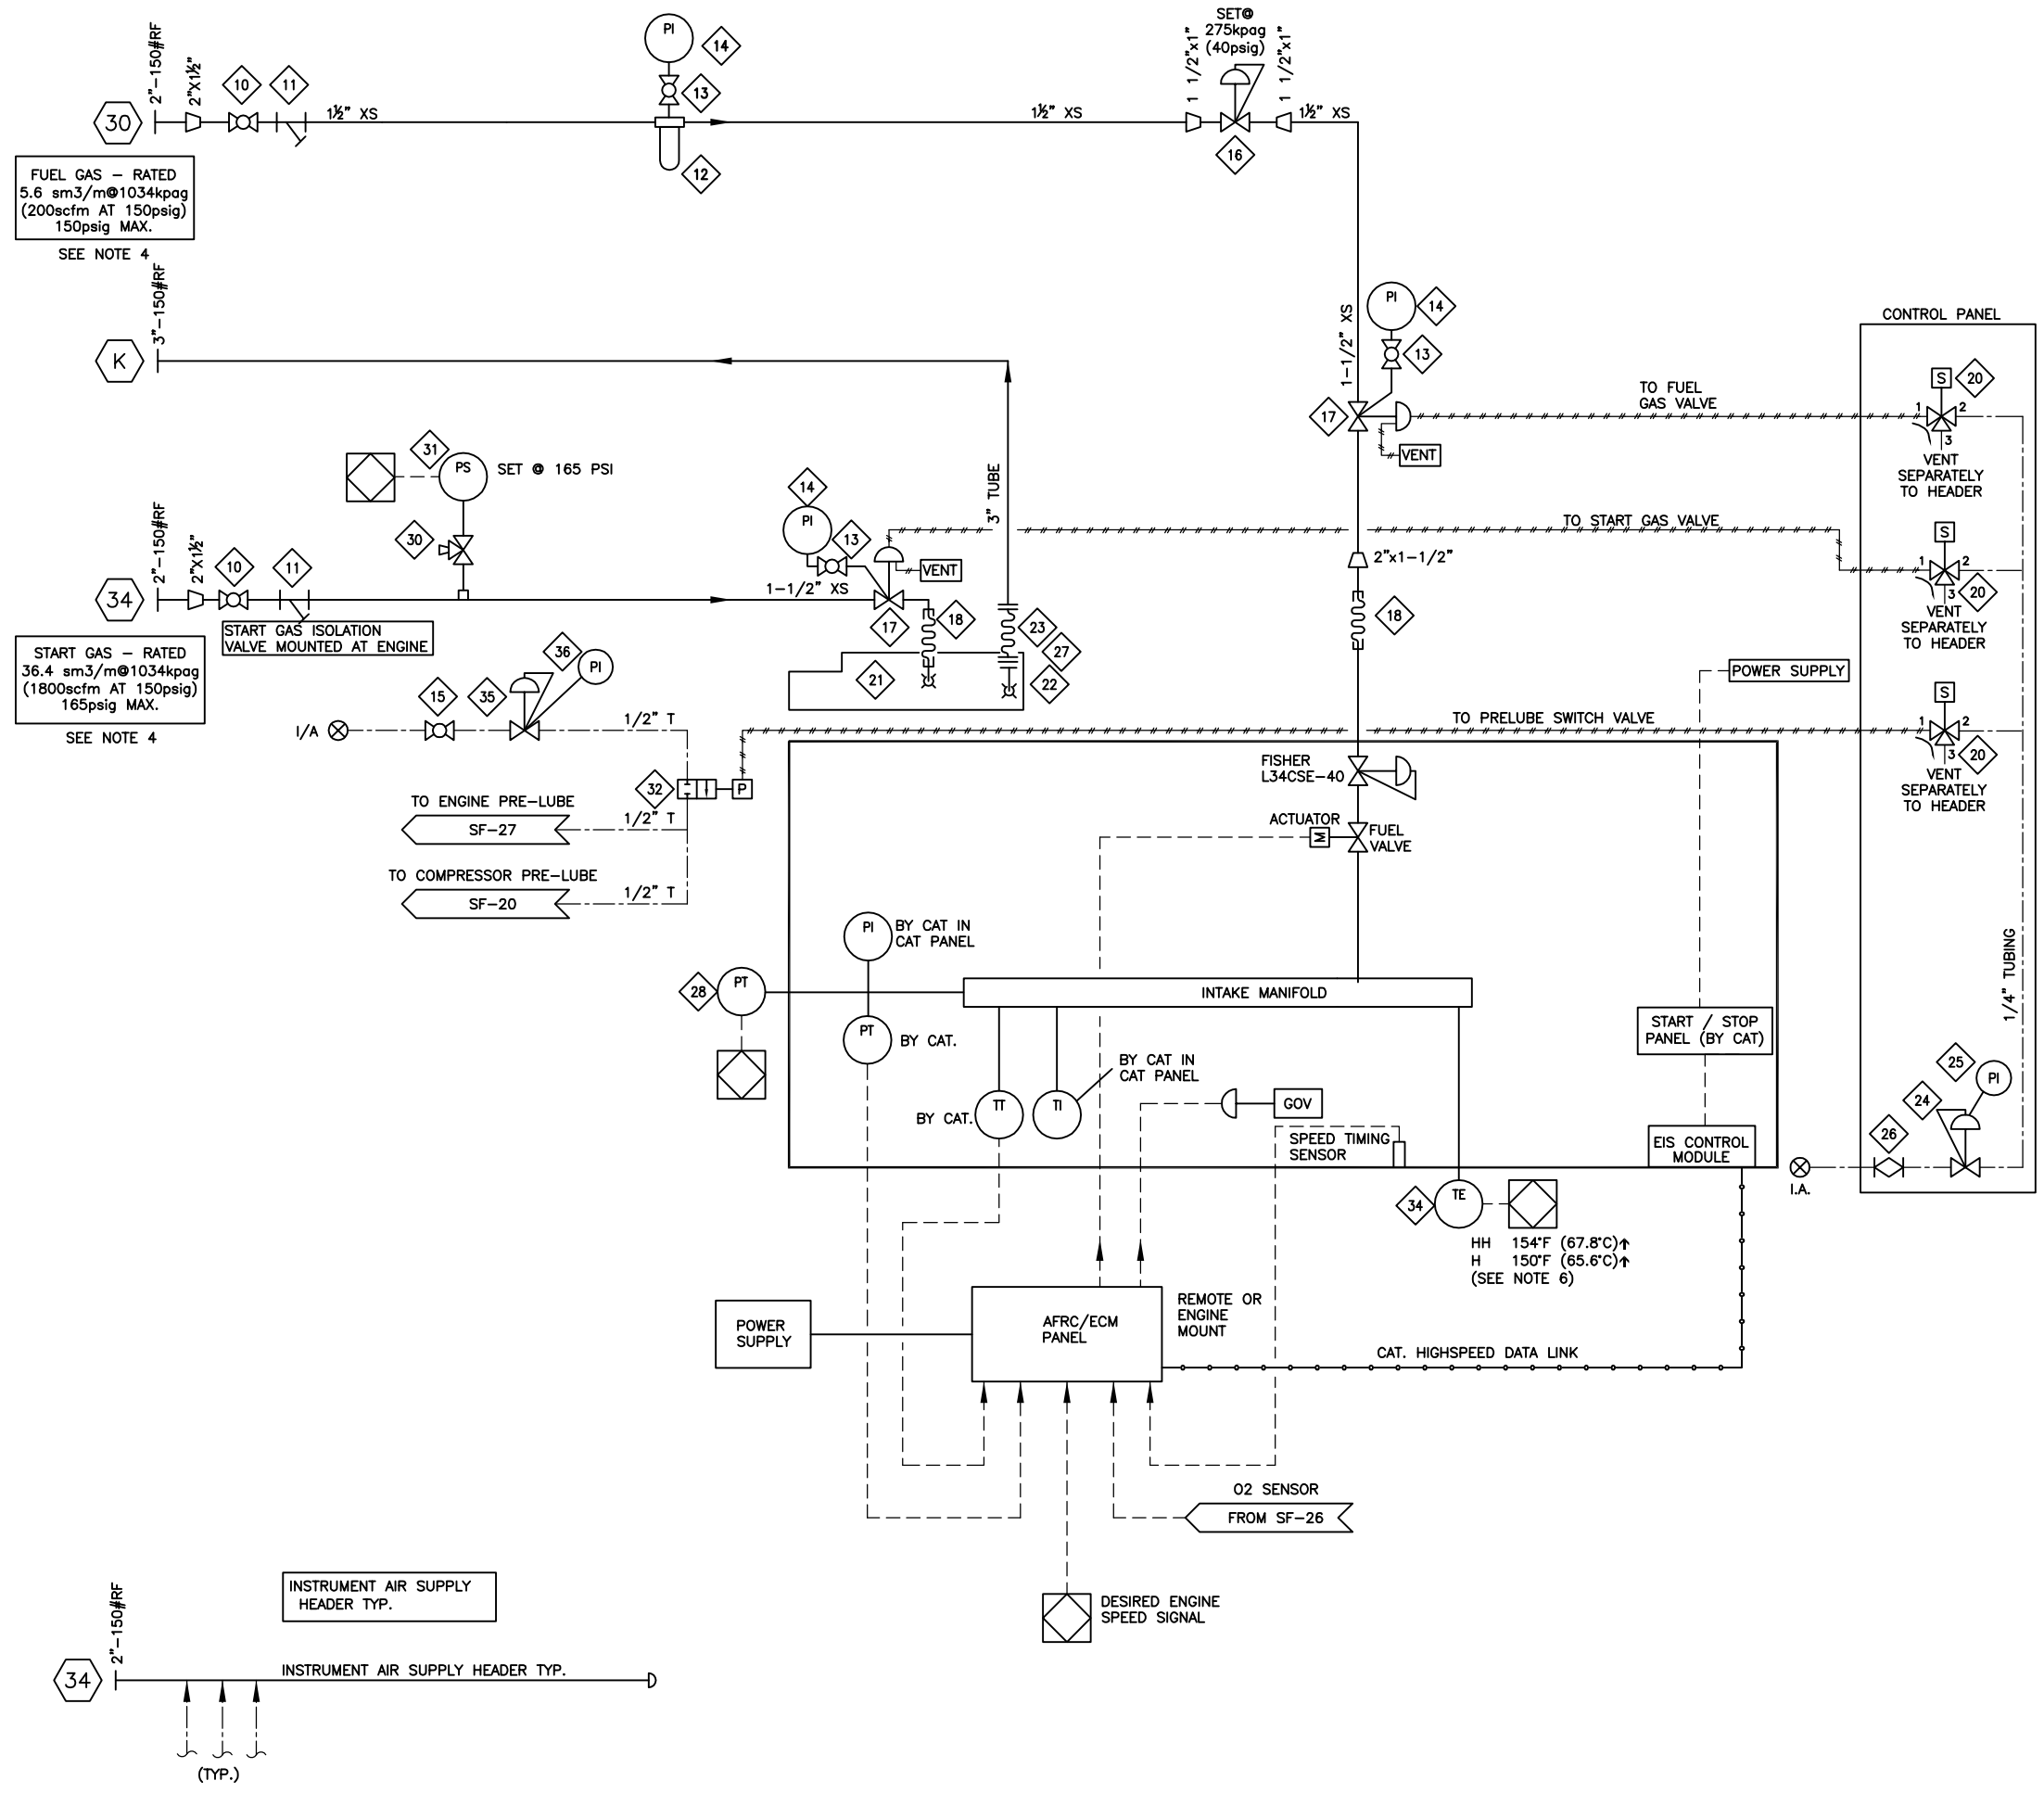 30
2"-150#RF
2"X1½"
10
11
1½" XS
PI
14
13
12
1½" XS
1 1/2"x1"
SET@
275kpag
(40psig)
1 1/2"x1"
16
1½" XS
FUEL GAS – RATED
5.6 sm3/m@1034kpag
(200scfm AT 150psig)
150psig MAX.
SEE NOTE 4
K
3"-150#RF
3" TUBE
1-1/2" XS
PI
14
13
17
VENT
TO FUEL
GAS VALVE
CONTROL PANEL
S
20
1
2
3
VENT
SEPARATELY
TO HEADER
31
PS
SET @ 165 PSI
30
14
PI
13
VENT
TO START GAS VALVE
S
1
2
3
20
VENT
SEPARATELY
TO HEADER
34
2"-150#RF
2"X1½"
10
11
START GAS ISOLATION
VALVE MOUNTED AT ENGINE
1-1/2" XS
17
18
23
27
22
21
2"x1-1/2"
18
START GAS – RATED
36.4 sm3/m@1034kpag
(1800scfm AT 150psig)
165psig MAX.
SEE NOTE 4
I/A
15
35
36
PI
1/2" T
TO PRELUBE SWITCH VALVE
POWER SUPPLY
S
1
2
3
20
VENT
SEPARATELY
TO HEADER
32
P
TO ENGINE PRE-LUBE
SF-27
1/2" T
TO COMPRESSOR PRE-LUBE
SF-20
1/2" T
FISHER
L34CSE-40
ACTUATOR
M
FUEL
VALVE
PI
BY CAT IN
CAT PANEL
28
PT
INTAKE MANIFOLD
PT
BY CAT.
BY CAT.
TT
TI
BY CAT IN
CAT PANEL
GOV
SPEED TIMING
SENSOR
START / STOP
PANEL (BY CAT)
EIS CONTROL
MODULE
1/4" TUBING
25
PI
24
26
I.A.
34
TE
HH 154°F (67.8°C)↑
H 150°F (65.6°C)↑
(SEE NOTE 6)
POWER
SUPPLY
AFRC/ECM
PANEL
REMOTE OR
ENGINE
MOUNT
CAT. HIGHSPEED DATA LINK
O2 SENSOR
FROM SF-26
DESIRED ENGINE
SPEED SIGNAL
INSTRUMENT AIR SUPPLY
HEADER TYP.
34
2"-150#RF
INSTRUMENT AIR SUPPLY HEADER TYP.
(TYP.)